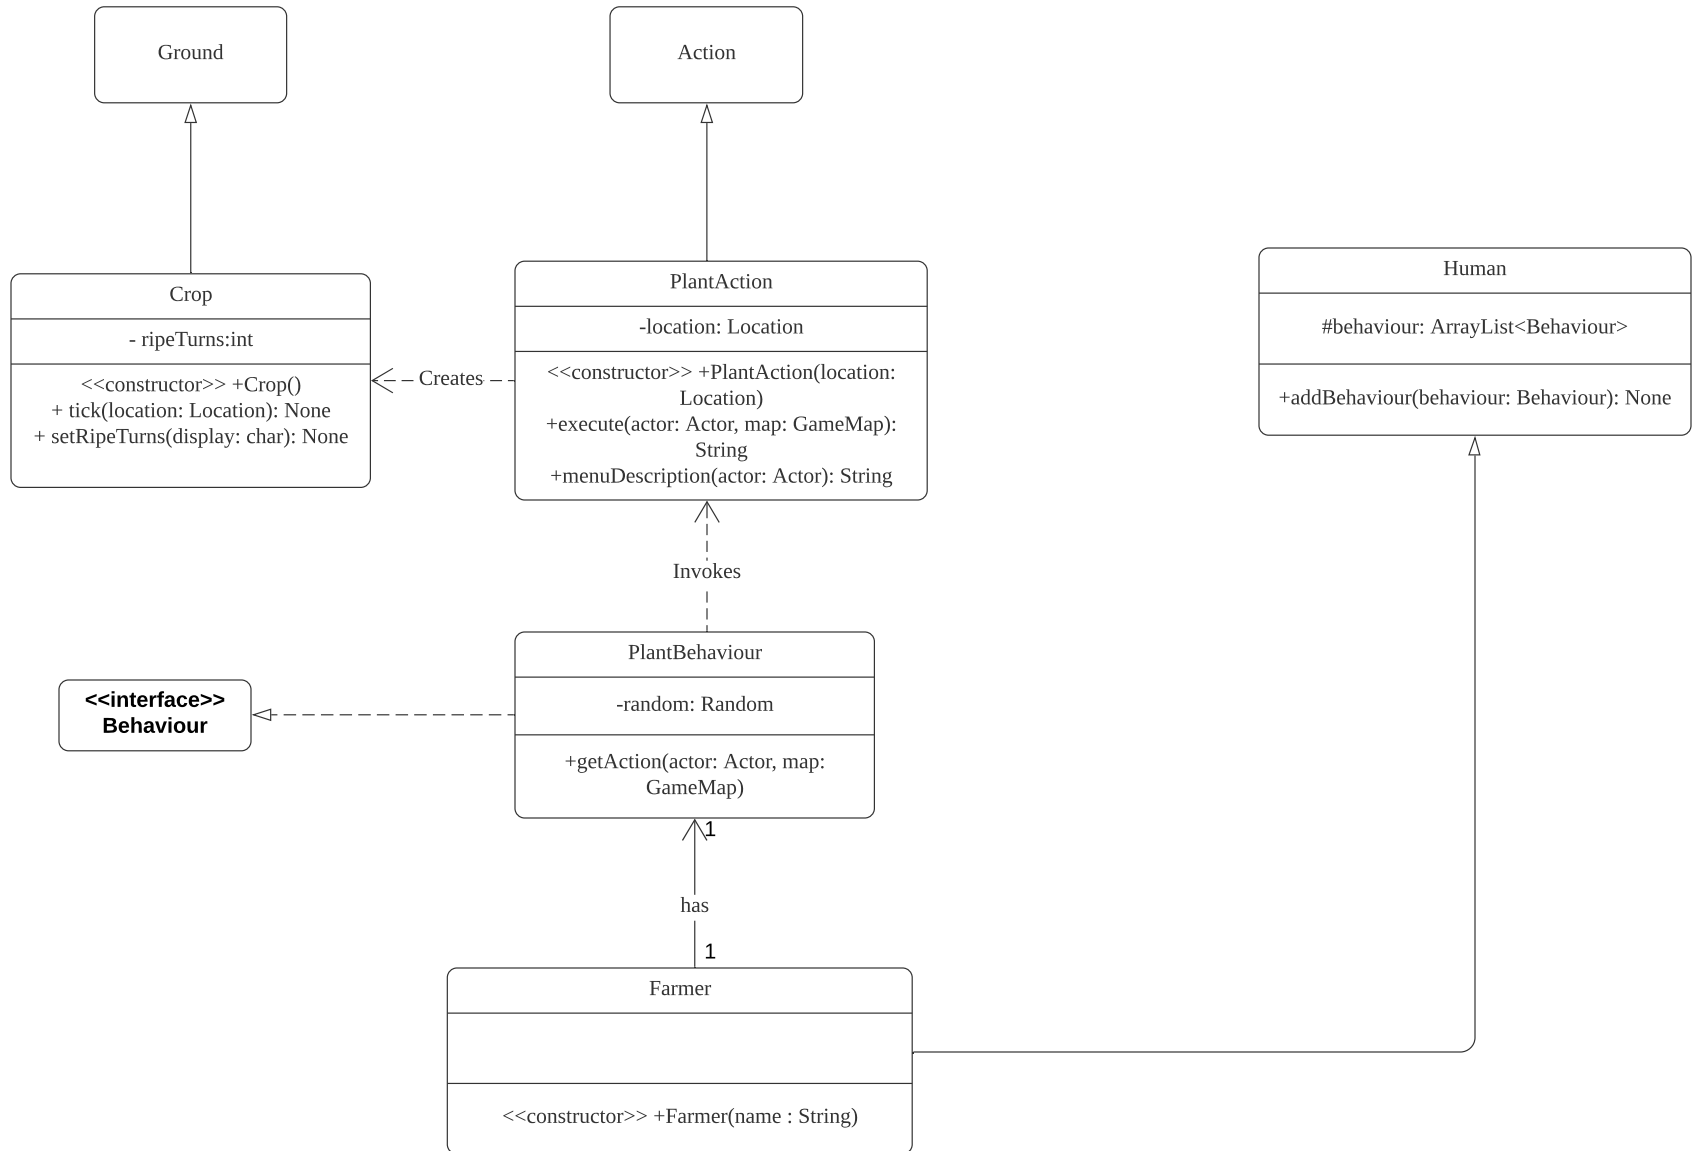 Ground
Action
Crop
- ripeTurns:int
<<constructor>> +Crop()
+ tick(location: Location): None
+ setRipeTurns(display: char): None
Creates
PlantAction
-location: Location
<<constructor>> +PlantAction(location:
Location)
+execute(actor: Actor, map: GameMap):
String
+menuDescription(actor: Actor): String
Human
#behaviour: ArrayList<Behaviour>
+addBehaviour(behaviour: Behaviour): None
Invokes
<<interface>>
Behaviour
PlantBehaviour
-random: Random
+getAction(actor: Actor, map:
GameMap)
1
has
1
Farmer
<<constructor>> +Farmer(name : String)